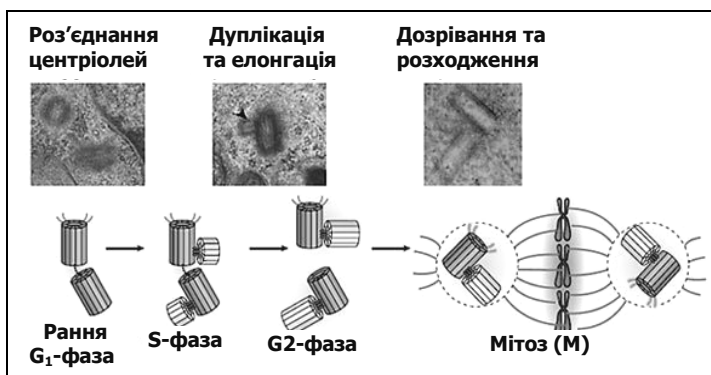 Роз’єднання
центріолей
Дуплікація
та елонгація
Дозрівання та
розходження
Рання
G₁-фаза
S-фаза
G2-фаза
Мітоз (М)